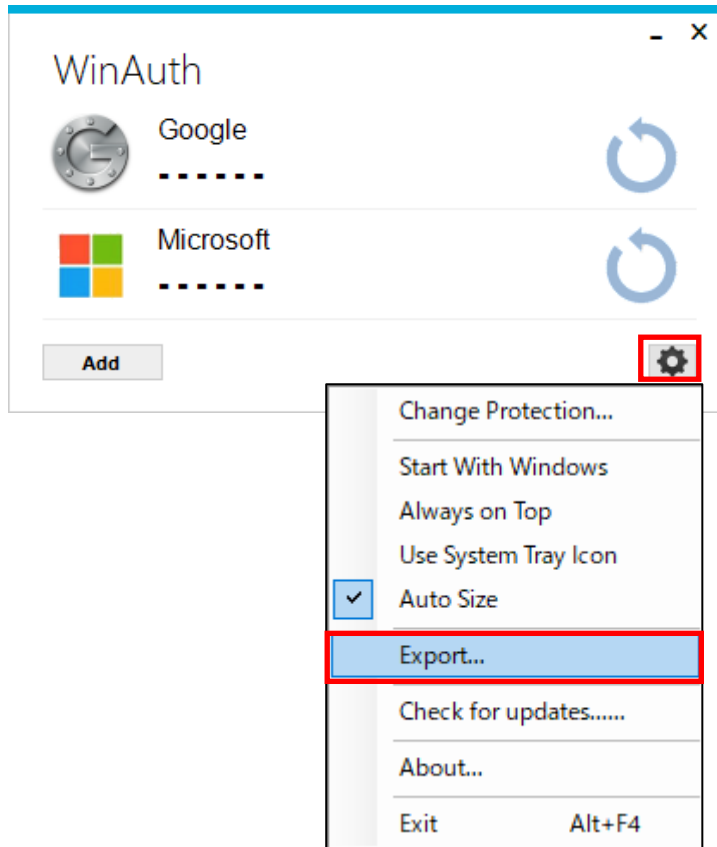 WinAuth
Google
------
Microsoft
------
Add
Change Protection...
Start With Windows
Always on Top
Use System Tray Icon
Auto Size
Export...
Check for updates......
About...
Exit Alt+F4